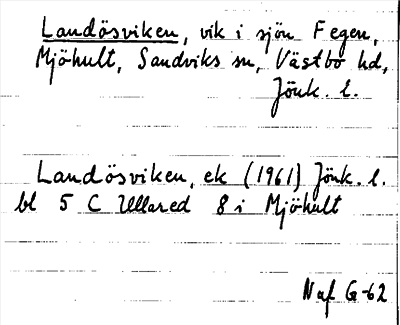 Landösviken, vik i sjön Fegen,
Mjöhult, Sandviks sn, Västbo hd,
Jönk. l.
Landösviken, ek (1961) Jönk. l.
bl 5 C Ullared 8 i Mjöhult
Naf G-62